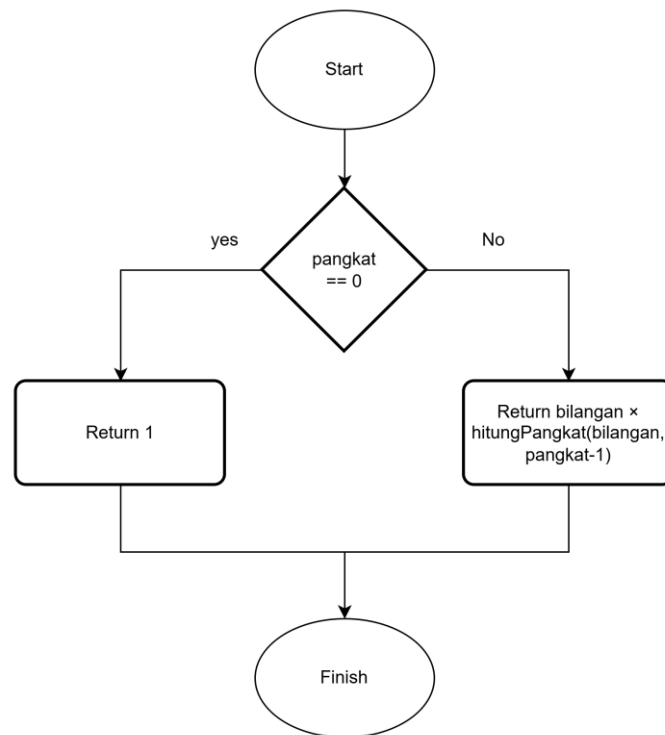 Start
yes
No
pangkat
== 0
Return 1
Return bilangan ×
hitungPangkat(bilangan,
pangkat-1)
Finish